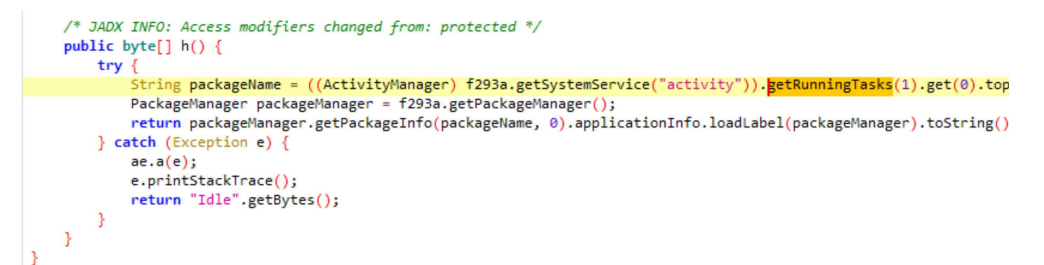 /* JADX INFO: Access modifiers changed from: protected */
public byte[] h() {
try {
String packageName = ((ActivityManager) f293a.getSystemService("activity")).getRunningTasks(1).get(0).top
PackageManager packageManager = f293a.getPackageManager();
return packageManager.getPackageInfo(packageName, 0).applicationInfo.loadLabel(packageManager).toString()
} catch (Exception e) {
ae.a(e);
e.printStackTrace();
return "Idle".getBytes();
}
}
}